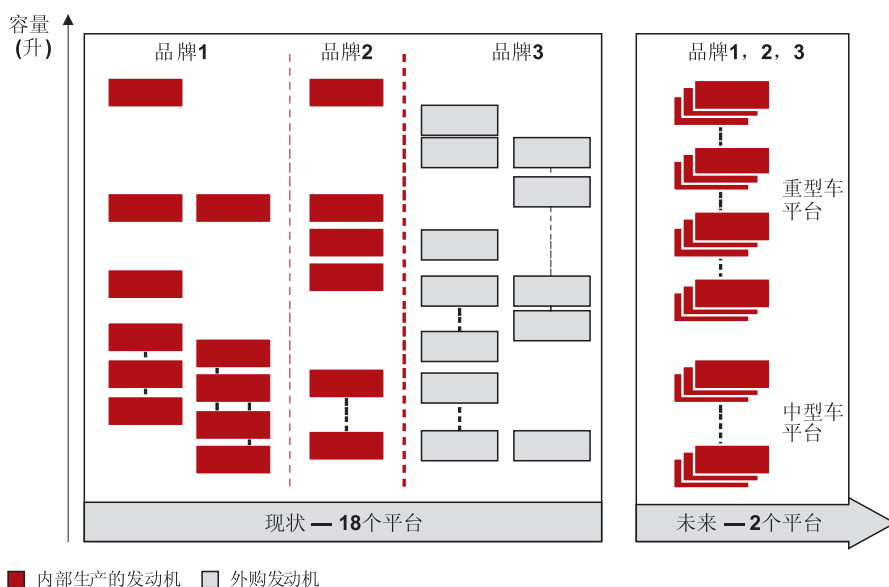 容量
(升)
品牌1
品牌2
品牌3
品牌1，2，3
重型车
平台
中型车
平台
现状 — 18个平台
未来 — 2个平台
内部生产的发动机
外购发动机